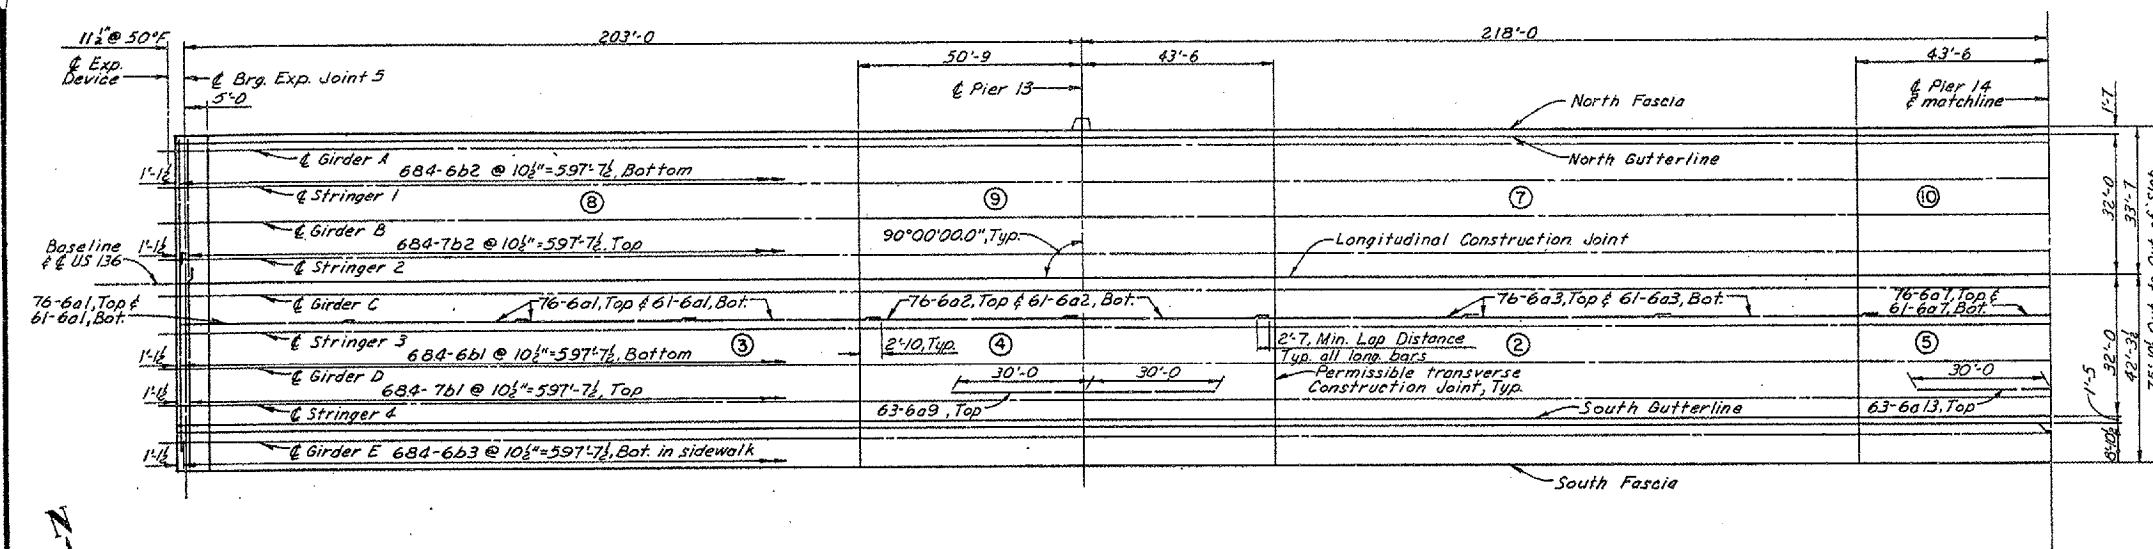 11½"@ 50°F
203'-0
218'-0
℄ Exp.
Device
℄ Brg. Exp. Joint 5
5'-0
50'-9
43'-6
43'-6
℄ Pier 13
℄ Pier 14
& matchline
1'-7
North Fascia
North Gutterline
℄ Girder A
684-6b2 @ 10½"=597'-7½, Bottom
1'-1½
℄ Stringer 1
8
9
7
10
32'-0
33'-7
℄ Girder B
684-7b2 @ 10½"=597'-7½, Top
1'-1½
90°00'00.0", Typ.
Longitudinal Construction Joint
Baseline
& ℄ US 136
℄ Stringer 2
℄ Girder C
76-6a1, Top &
61-6a1, Bot.
76-6a1, Top & 61-6a1, Bot.
76-6a2, Top & 61-6a2, Bot.
76-6a3, Top & 61-6a3, Bot.
76-6a7, Top &
61-6a7, Bot.
℄ Stringer 3
684-6b1 @ 10½"=597'-7½, Bottom
1'-1½
3
2'-10, Typ.
4
2'-7, Min. Lap Distance
Typ. all long. bars
2
5
32'-0
42'-3½
℄ Girder D
684-7b1 @ 10½"=597'-7½, Top
1'-1½
30'-0
30'-0
Permissible transverse
Construction Joint, Typ.
30'-0
1'-5
℄ Stringer 4
63-6a9, Top
South Gutterline
63-6a13, Top
℄ Girder E
684-6b3 @ 10½"=597'-7½, Bot. in sidewalk
1'-1½
8'-10½
South Fascia
N